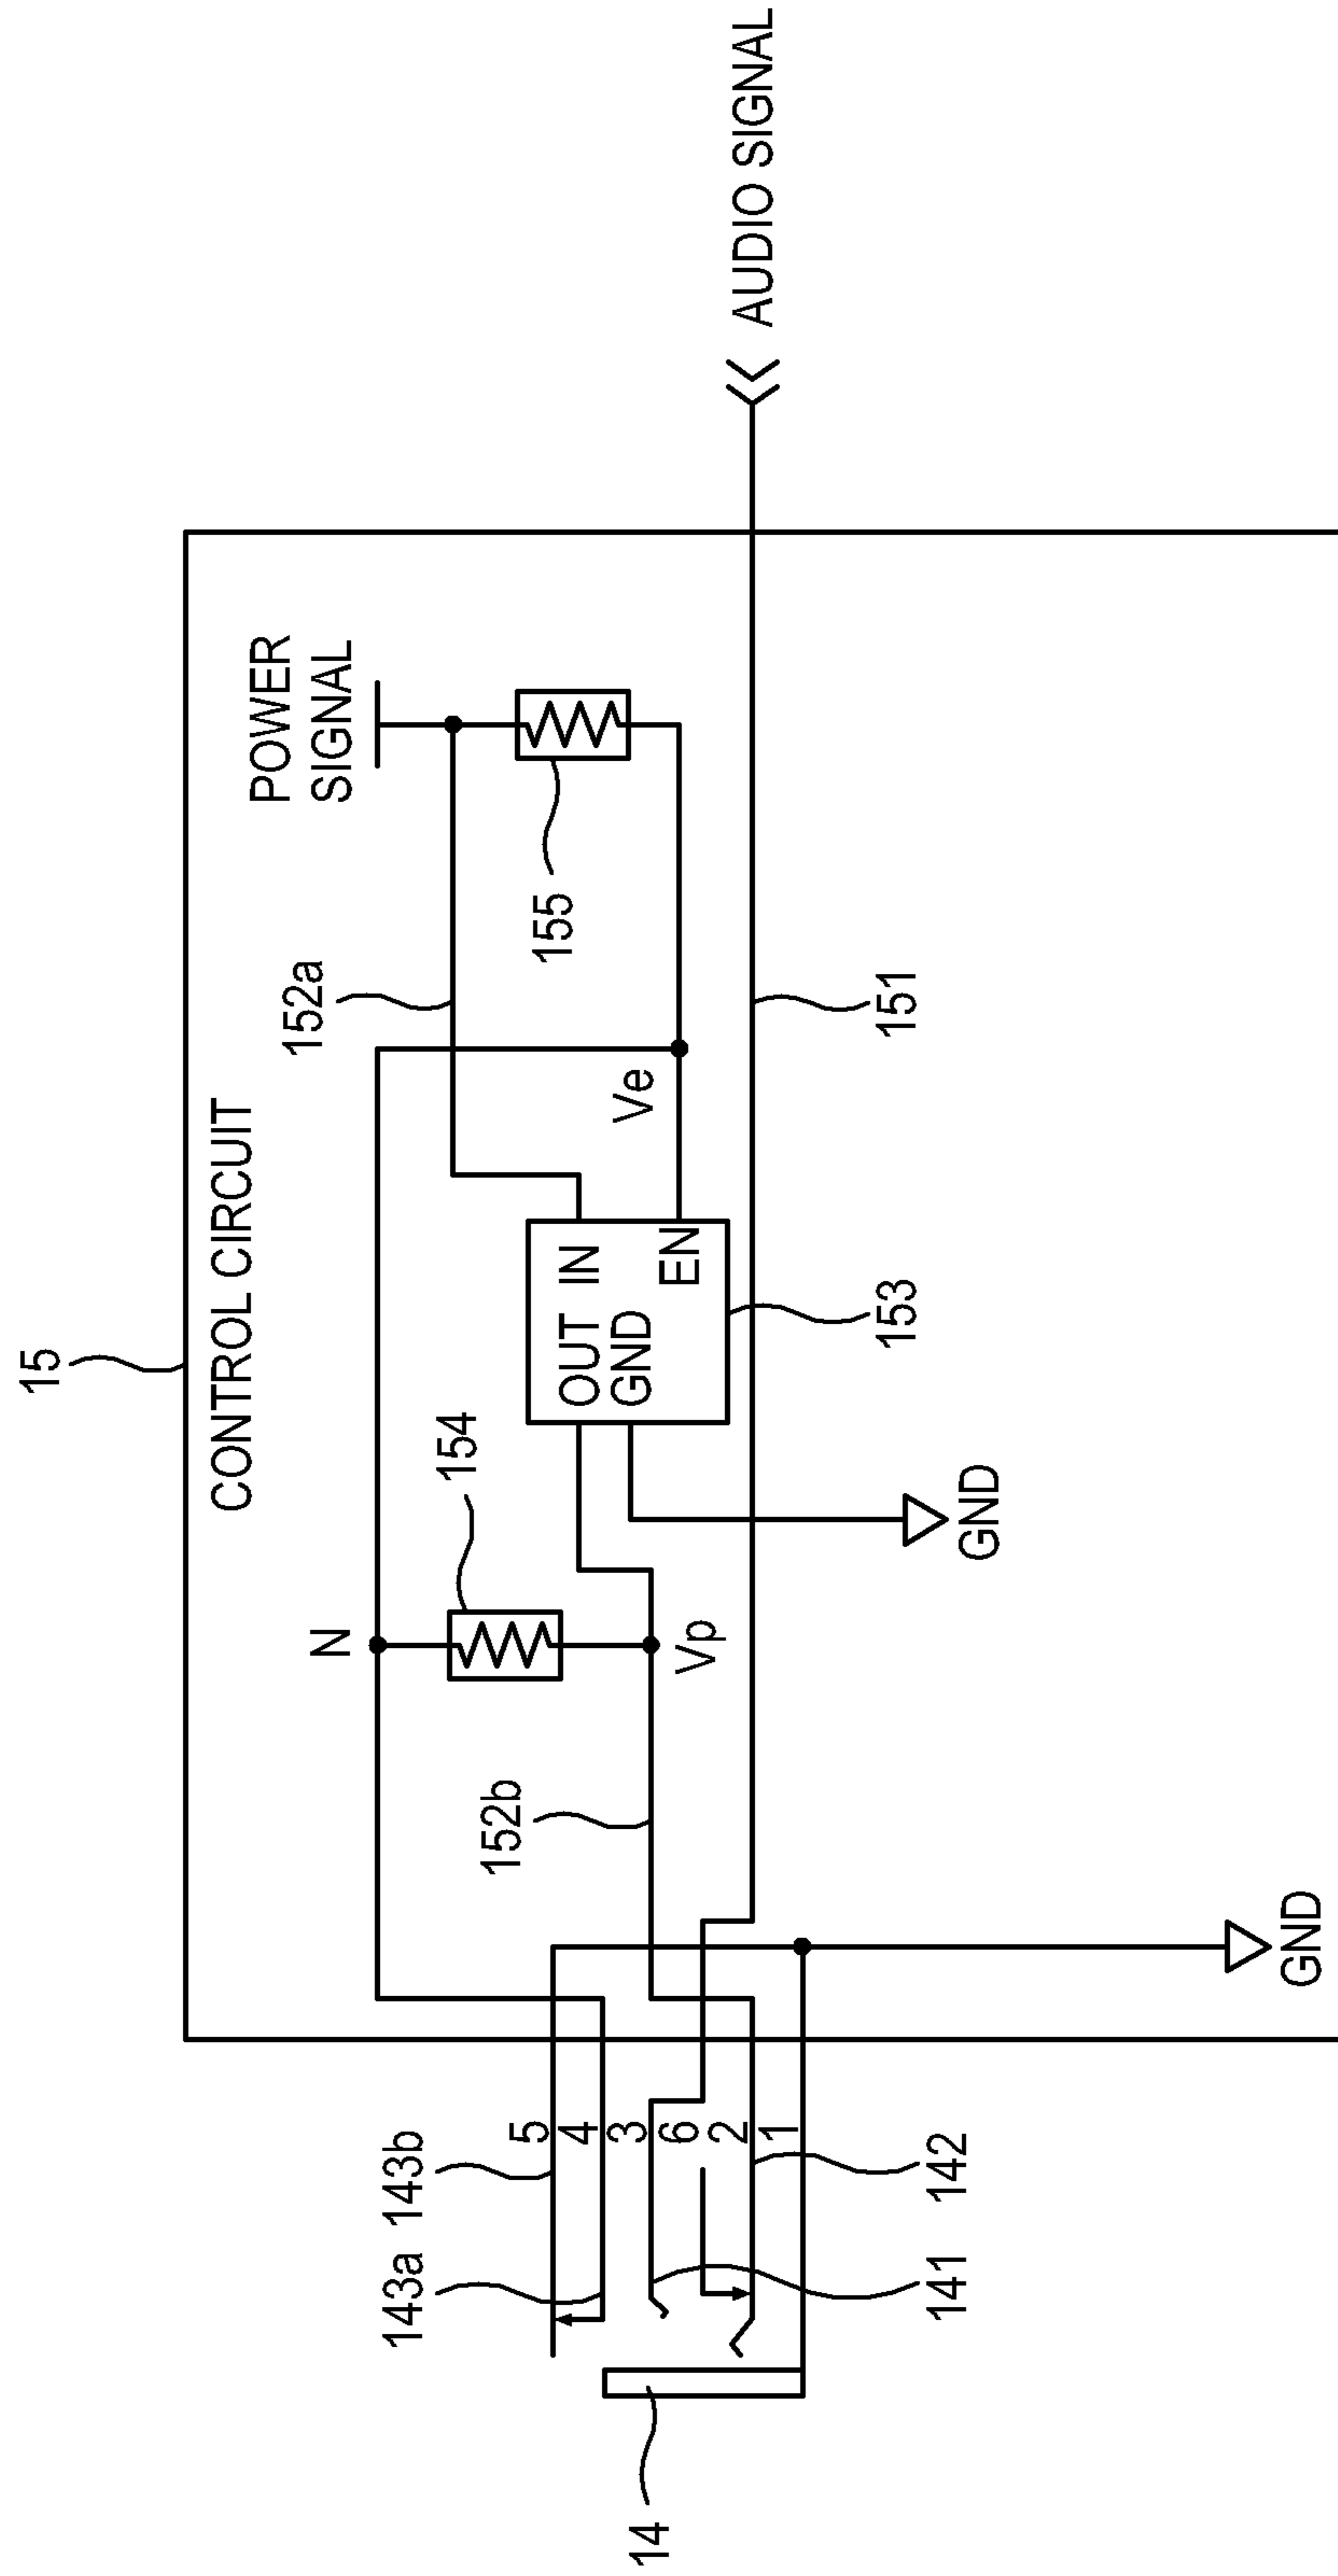 15
CONTROL CIRCUIT
POWER
SIGNAL
N
152a
154
155
143b
143a
152b
5
4
3
6
2
1
OUT IN
GND
EN
Ve
Vp
14
141
142
153
151
AUDIO SIGNAL
GND
GND